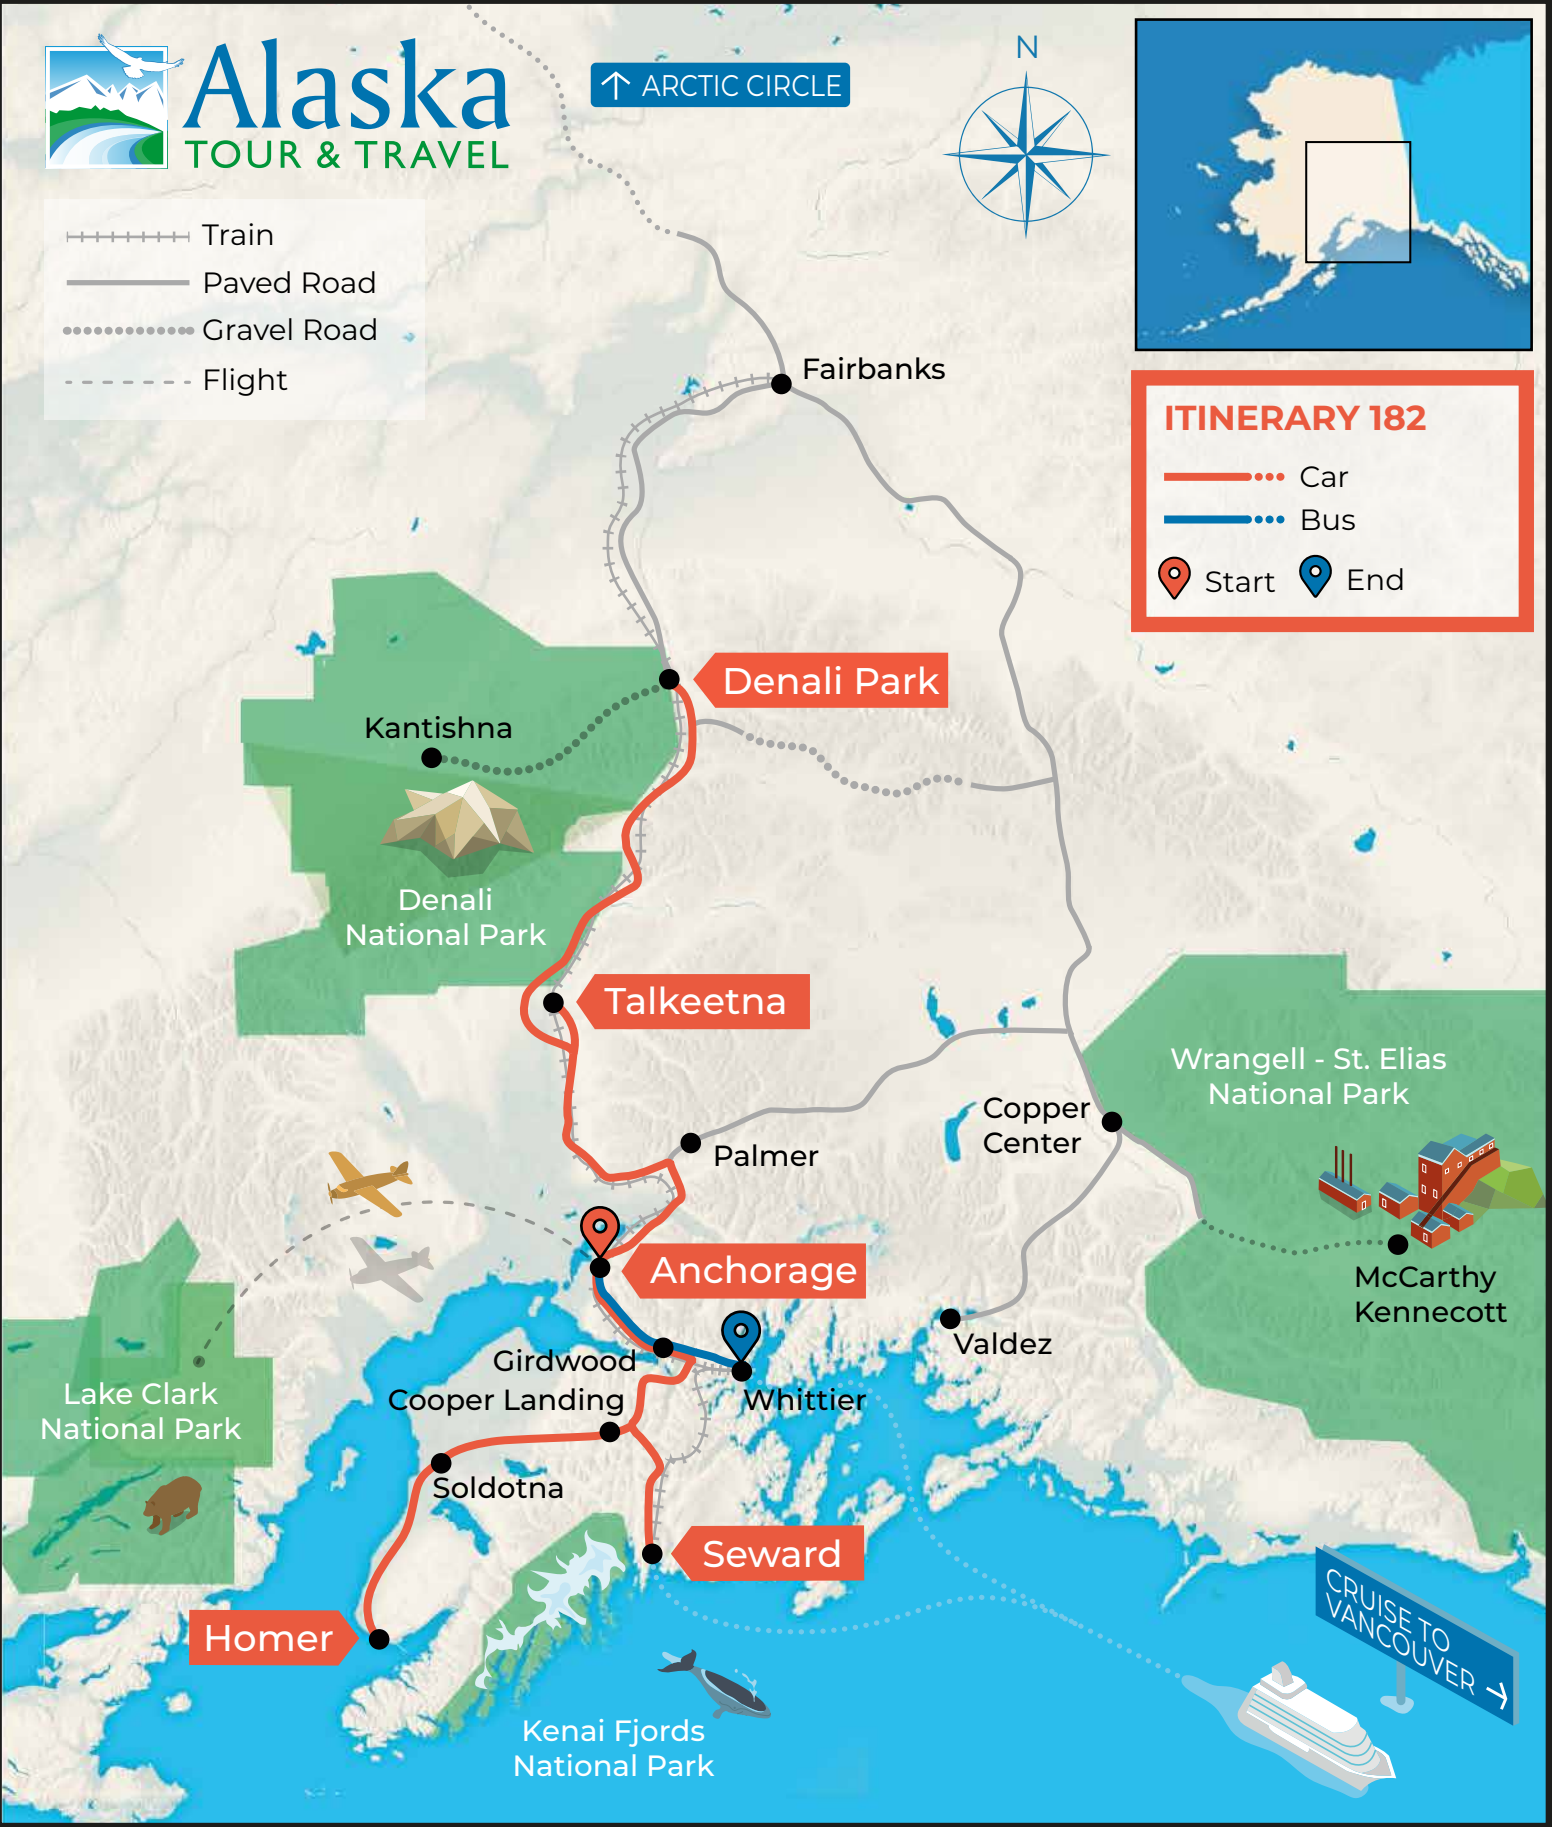 Alaska
TOUR & TRAVEL
↑ ARCTIC CIRCLE
N
Train
Paved Road
Gravel Road
Flight
ITINERARY 182
Car
Bus
Start
End
Fairbanks
Denali Park
Kantishna
Denali
National Park
Talkeetna
Wrangell - St. Elias
National Park
Copper
Center
Palmer
McCarthy
Kennecott
Anchorage
Valdez
Girdwood
Cooper Landing
Whittier
Lake Clark
National Park
Soldotna
Seward
Homer
Kenai Fjords
National Park
CRUISE TO
VANCOUVER →